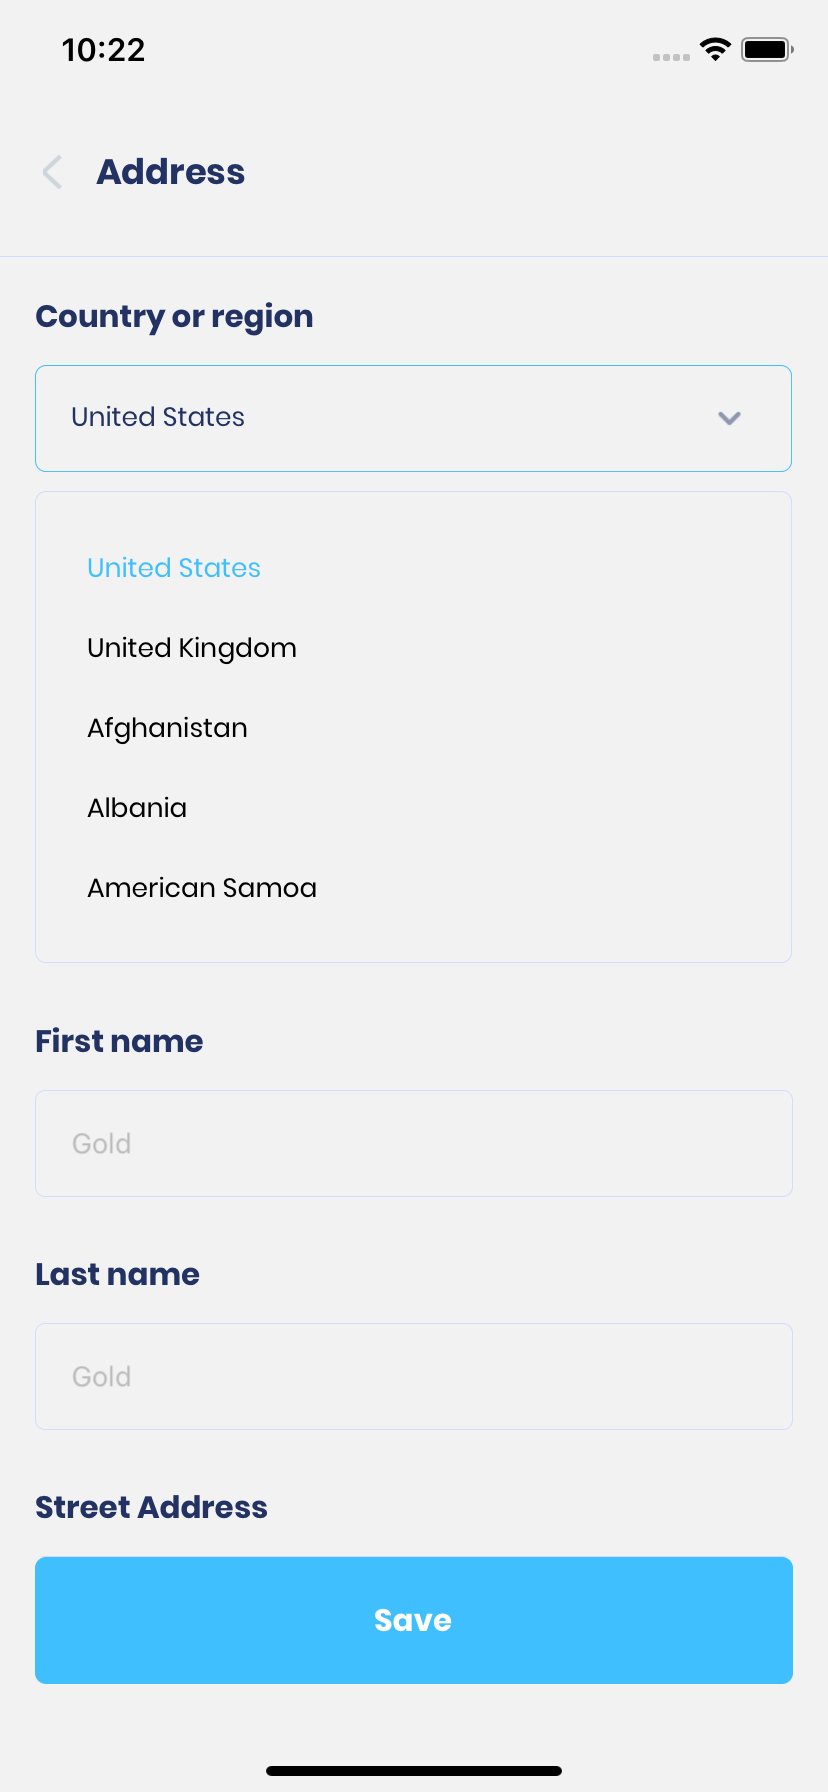 10:22
Address
Country or region
United States
United States
United Kingdom
Afghanistan
Albania
American Samoa
First name
Gold
Last name
Gold
Street Address
Save